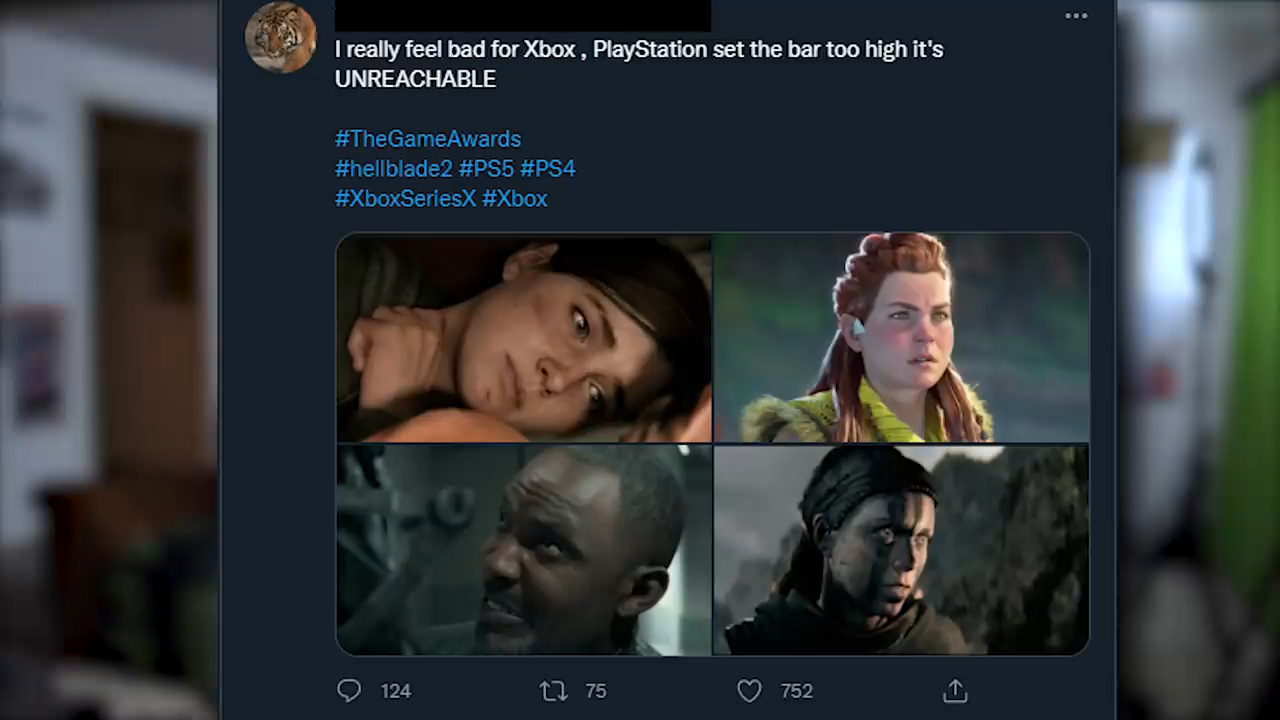 I really feel bad for Xbox , PlayStation set the bar too high it's
UNREACHABLE
#TheGameAwards
#hellblade2 #PS5 #PS4
#XboxSeriesX #Xbox
124 75 752